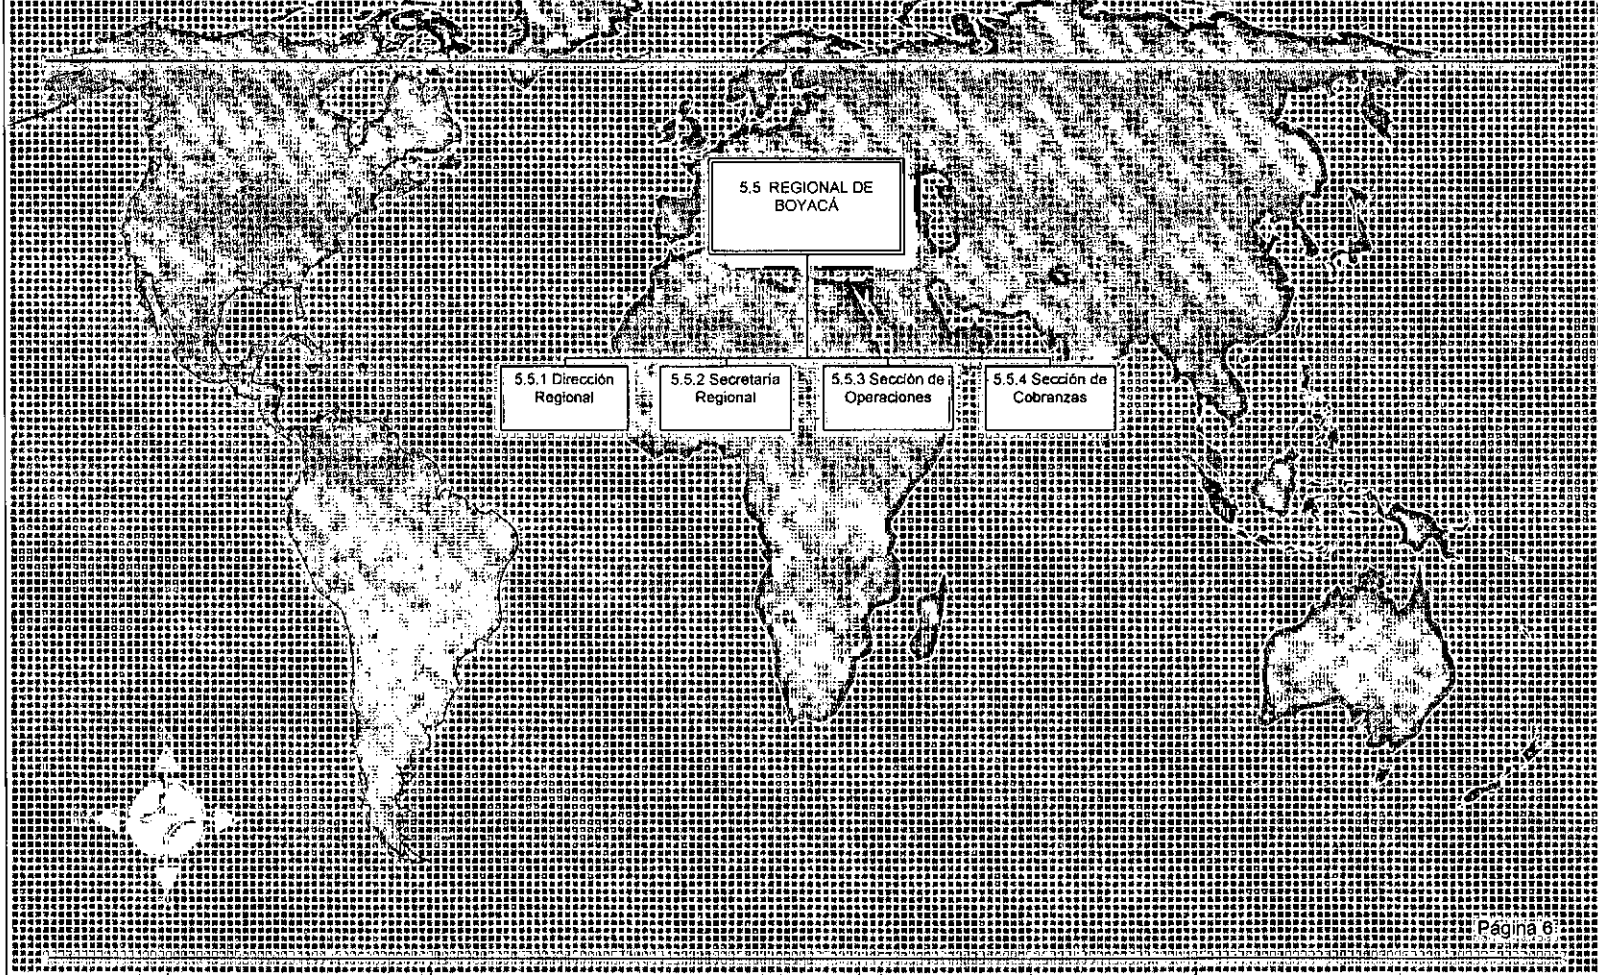 5.5 REGIONAL DE
BOYACÁ
5.5.1 Dirección
Regional
5.5.2 Secretaria
Regional
5.5.3 Sección de
Operaciones
5.5.4 Sección de
Cobranzas
Página 6